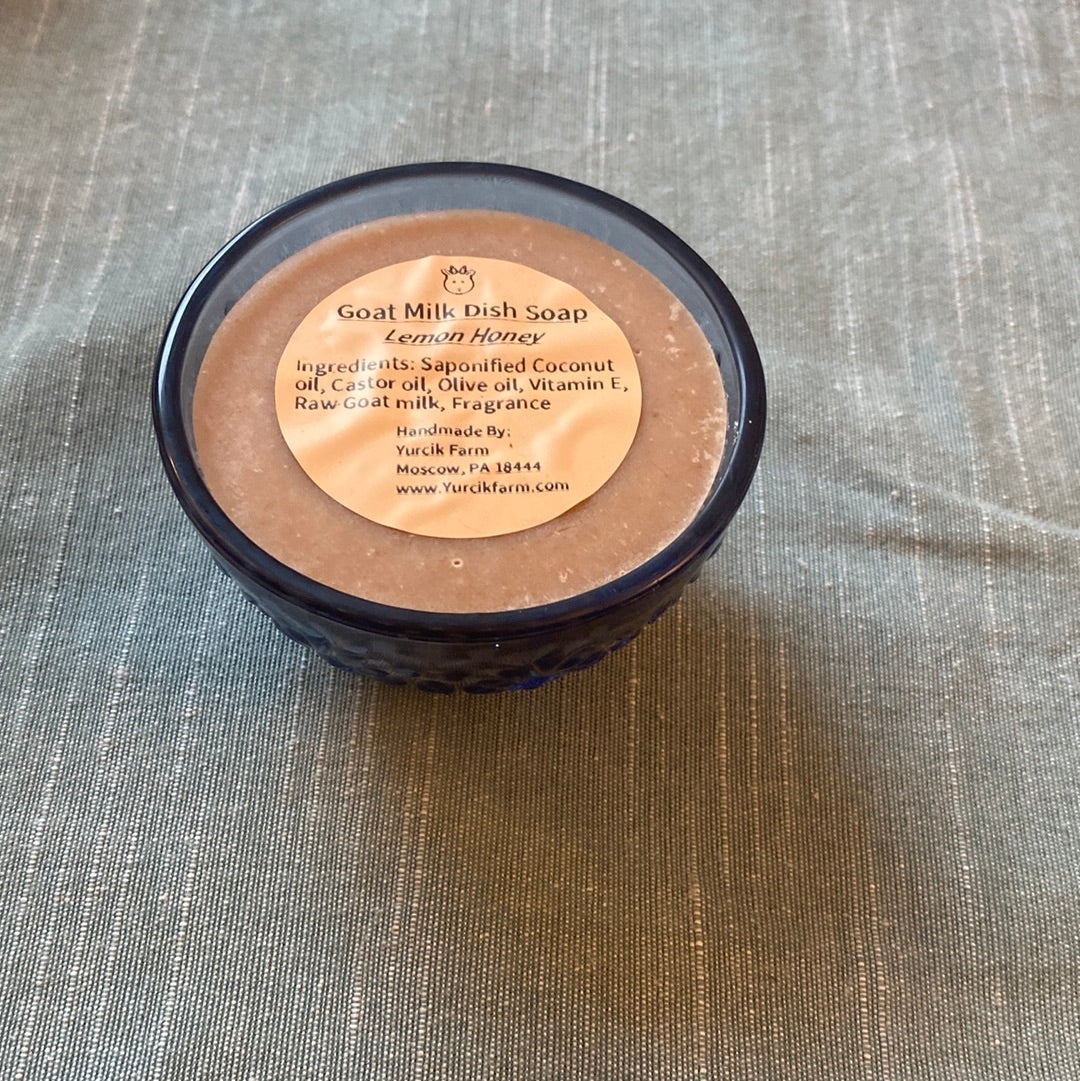 Goat Milk Dish Soap
Lemon Honey
Ingredients: Saponified Coconut
oil, Castor oil, Olive oil, Vitamin E,
Raw Goat milk, Fragrance
Handmade By:
Yurcik Farm
Moscow, PA 18444
www.Yurcikfarm.com